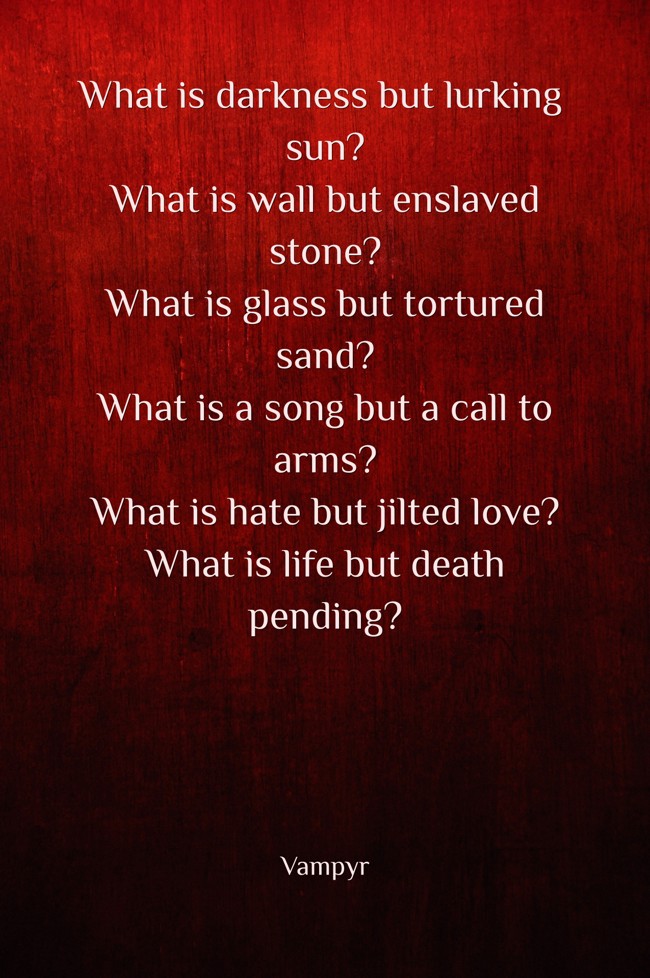 What is darkness but lurking
sun?
What is wall but enslaved
stone?
What is glass but tortured
sand?
What is a song but a call to
arms?
What is hate but jilted love?
What is life but death
pending?
Vampyr